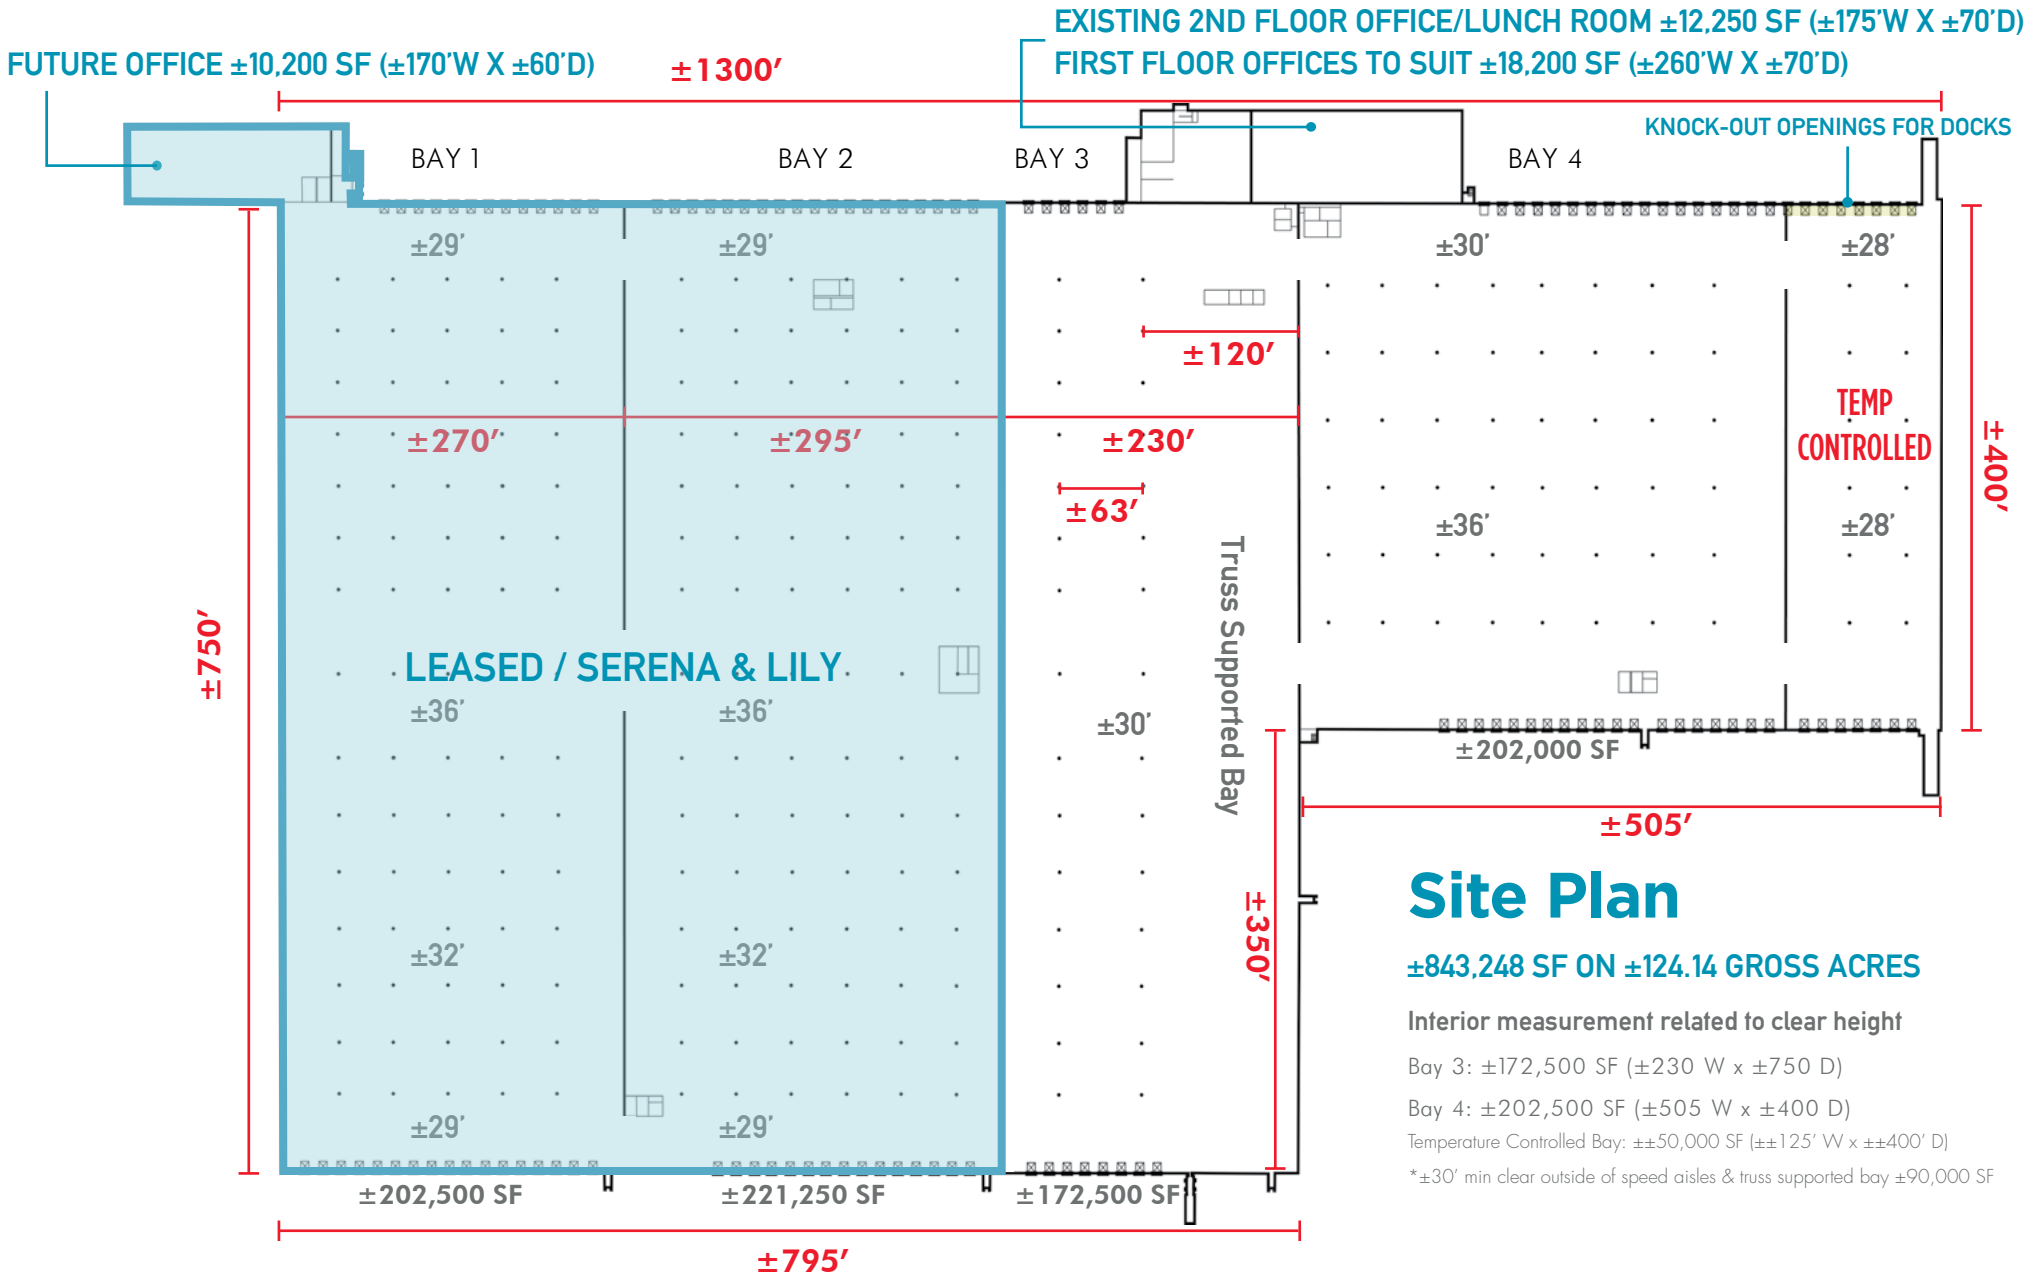 EXISTING 2ND FLOOR OFFICE/LUNCH ROOM ±12,250 SF (±175'W X ±70'D)
FIRST FLOOR OFFICES TO SUIT ±18,200 SF (±260'W X ±70'D)
FUTURE OFFICE ±10,200 SF (±170'W X ±60'D)
±1300'
KNOCK-OUT OPENINGS FOR DOCKS
BAY 1
BAY 2
BAY 3
BAY 4
±29'
±29'
±30'
±28'
±120'
TEMP
CONTROLLED
±270'
±295'
±230'
±400'
±63'
±36'
±28'
Truss Supported Bay
±750'
LEASED / SERENA & LILY
±36'
±36'
±30'
±202,000 SF
±505'
±350'
±32'
±32'
±29'
±29'
±202,500 SF
±221,250 SF
±172,500 SF
±795'
Site Plan
±843,248 SF ON ±124.14 GROSS ACRES
Interior measurement related to clear height
Bay 3: ±172,500 SF (±230 W x ±750 D)
Bay 4: ±202,500 SF (±505 W x ±400 D)
Temperature Controlled Bay: ±±50,000 SF (±±125' W x ±±400' D)
*±30' min clear outside of speed aisles & truss supported bay ±90,000 SF